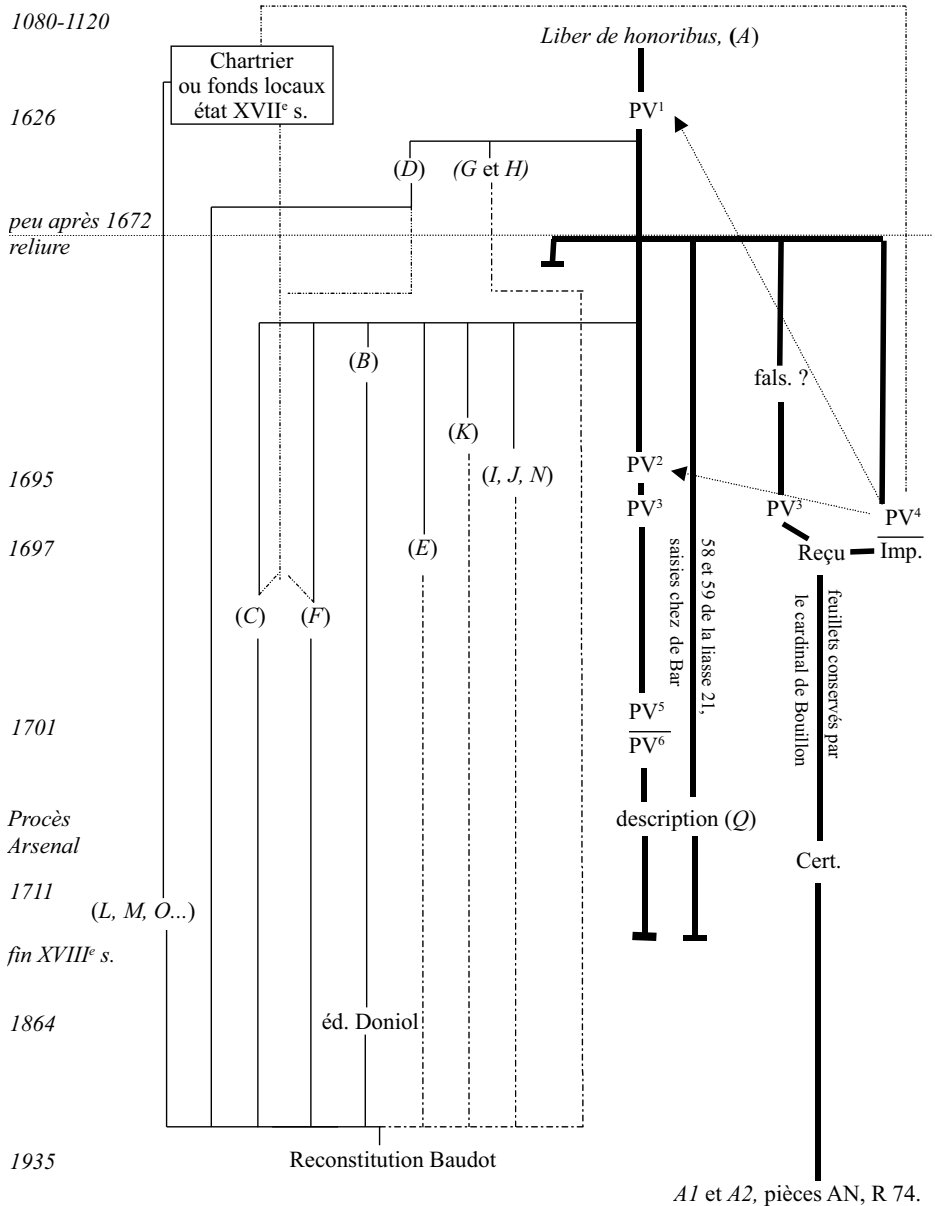 1080-1120
Liber de honoribus, (A)
Chartrier
ou fonds locaux
état XVIIe s.
1626
PV1
(D)
(G et H)
peu après 1672
reliure
(B)
fals. ?
(K)
1695
(I, J, N)
PV2
PV3
PV3
PV4
1697
(E)
Reçu
Imp.
58 et 59 de la liasse 21,
saisies chez de Bar
feuillets conservés par
le cardinal de Bouillon
(C)
(F)
1701
PV5
PV6
Procès
Arsenal
description (Q)
Cert.
1711
(L, M, O...)
fin XVIIIe s.
1864
éd. Doniol
1935
Reconstitution Baudot
A1 et A2, pièces AN, R 74.